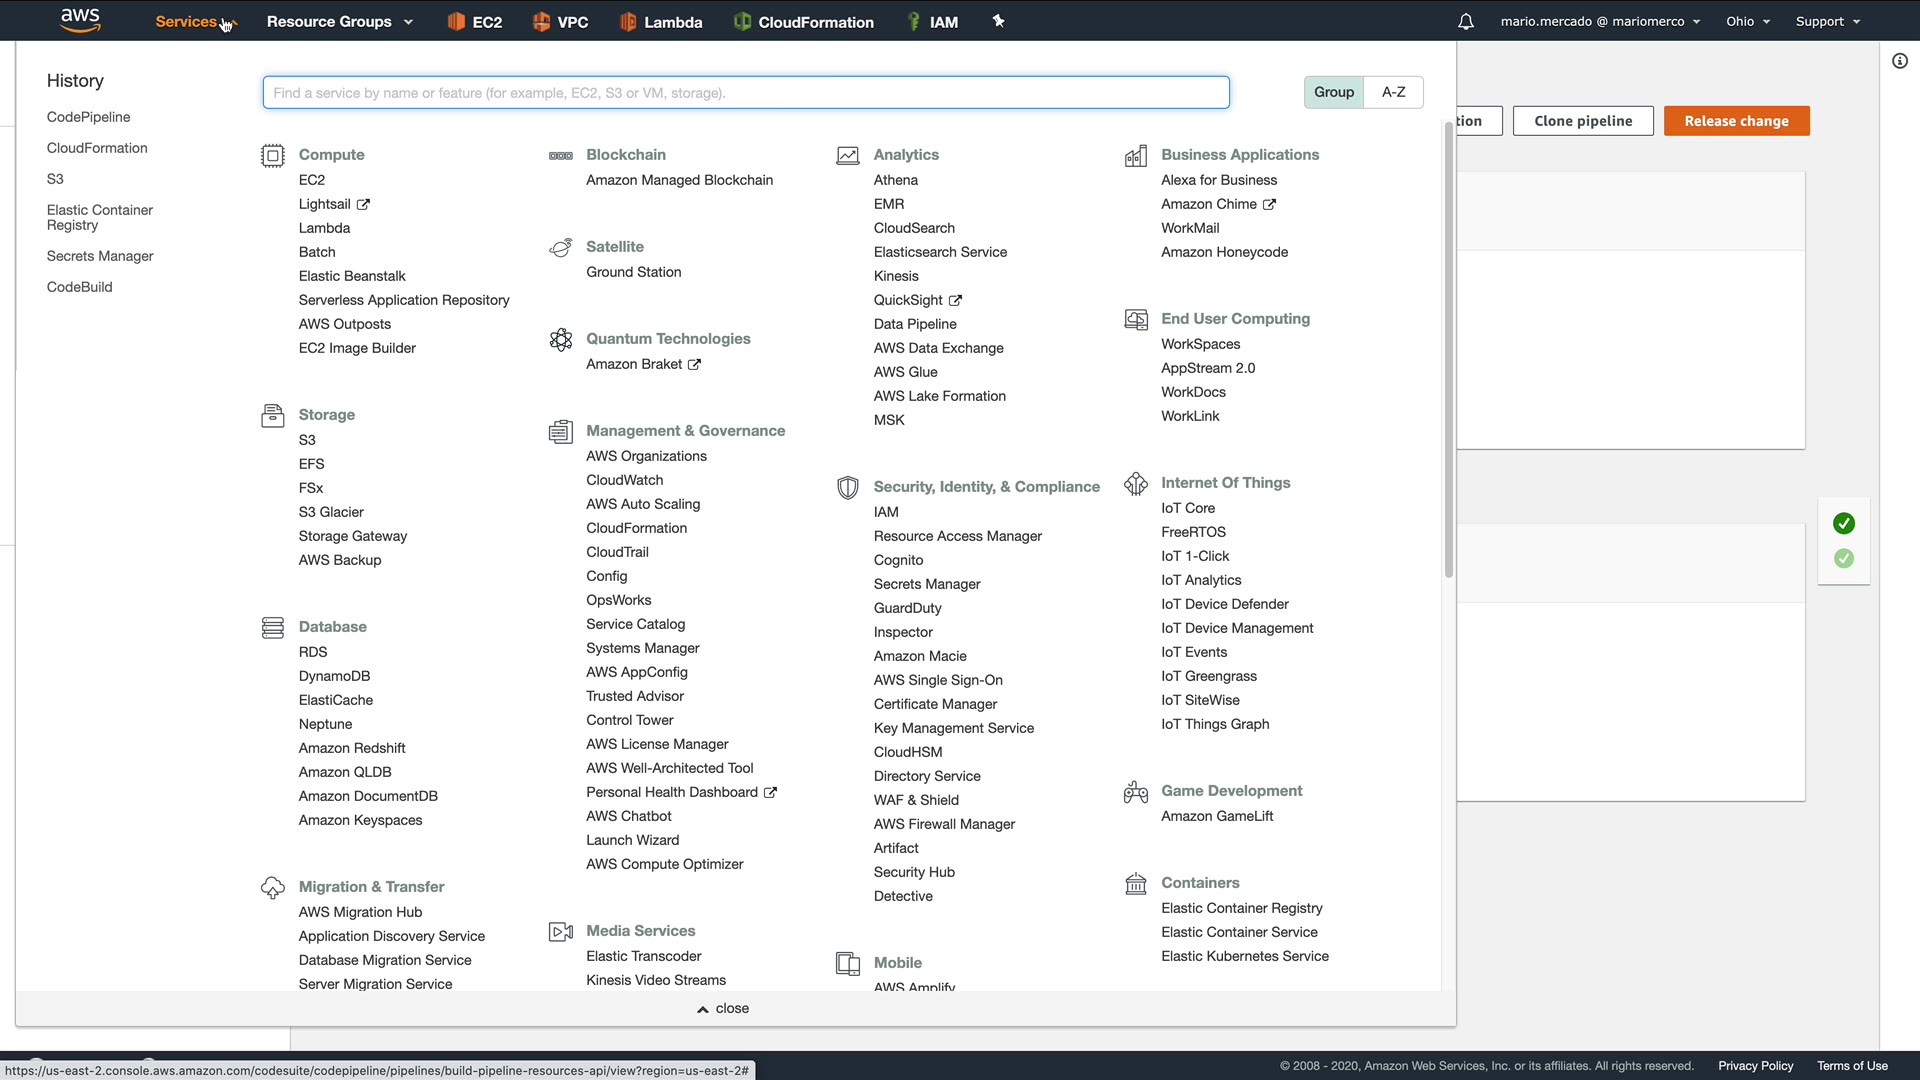 aws
Services
Resource Groups
EC2
VPC
Lambda
CloudFormation
IAM
mario.mercado @ mariomerco
Ohio
Support
History
CodePipeline
CloudFormation
S3
Elastic Container
Registry
Secrets Manager
CodeBuild
Find a service by name or feature (for example, EC2, S3 or VM, storage).
Group
A-Z
tion
Clone pipeline
Release change
Compute
EC2
Lightsail
Lambda
Batch
Elastic Beanstalk
Serverless Application Repository
AWS Outposts
EC2 Image Builder
Storage
S3
EFS
FSx
S3 Glacier
Storage Gateway
AWS Backup
Database
RDS
DynamoDB
ElastiCache
Neptune
Amazon Redshift
Amazon QLDB
Amazon DocumentDB
Amazon Keyspaces
Migration & Transfer
AWS Migration Hub
Application Discovery Service
Database Migration Service
Server Migration Service
Blockchain
Amazon Managed Blockchain
Satellite
Ground Station
Quantum Technologies
Amazon Braket
Management & Governance
AWS Organizations
CloudWatch
AWS Auto Scaling
CloudFormation
CloudTrail
Config
OpsWorks
Service Catalog
Systems Manager
AWS AppConfig
Trusted Advisor
Control Tower
AWS License Manager
AWS Well-Architected Tool
Personal Health Dashboard
AWS Chatbot
Launch Wizard
AWS Compute Optimizer
Media Services
Elastic Transcoder
Kinesis Video Streams
Analytics
Athena
EMR
CloudSearch
Elasticsearch Service
Kinesis
QuickSight
Data Pipeline
AWS Data Exchange
AWS Glue
AWS Lake Formation
MSK
Security, Identity, & Compliance
IAM
Resource Access Manager
Cognito
Secrets Manager
GuardDuty
Inspector
Amazon Macie
AWS Single Sign-On
Certificate Manager
Key Management Service
CloudHSM
Directory Service
WAF & Shield
AWS Firewall Manager
Artifact
Security Hub
Detective
Mobile
AWS Amplify
Business Applications
Alexa for Business
Amazon Chime
WorkMail
Amazon Honeycode
End User Computing
WorkSpaces
AppStream 2.0
WorkDocs
WorkLink
Internet Of Things
IoT Core
FreeRTOS
IoT 1-Click
IoT Analytics
IoT Device Defender
IoT Device Management
IoT Events
IoT Greengrass
IoT SiteWise
IoT Things Graph
Game Development
Amazon GameLift
Containers
Elastic Container Registry
Elastic Container Service
Elastic Kubernetes Service
close
https://us-east-2.console.aws.amazon.com/codesuite/codepipeline/pipelines/build-pipeline-resources-api/view?region=us-east-2#
© 2008 - 2020, Amazon Web Services, Inc. or its affiliates. All rights reserved.
Privacy Policy
Terms of Use